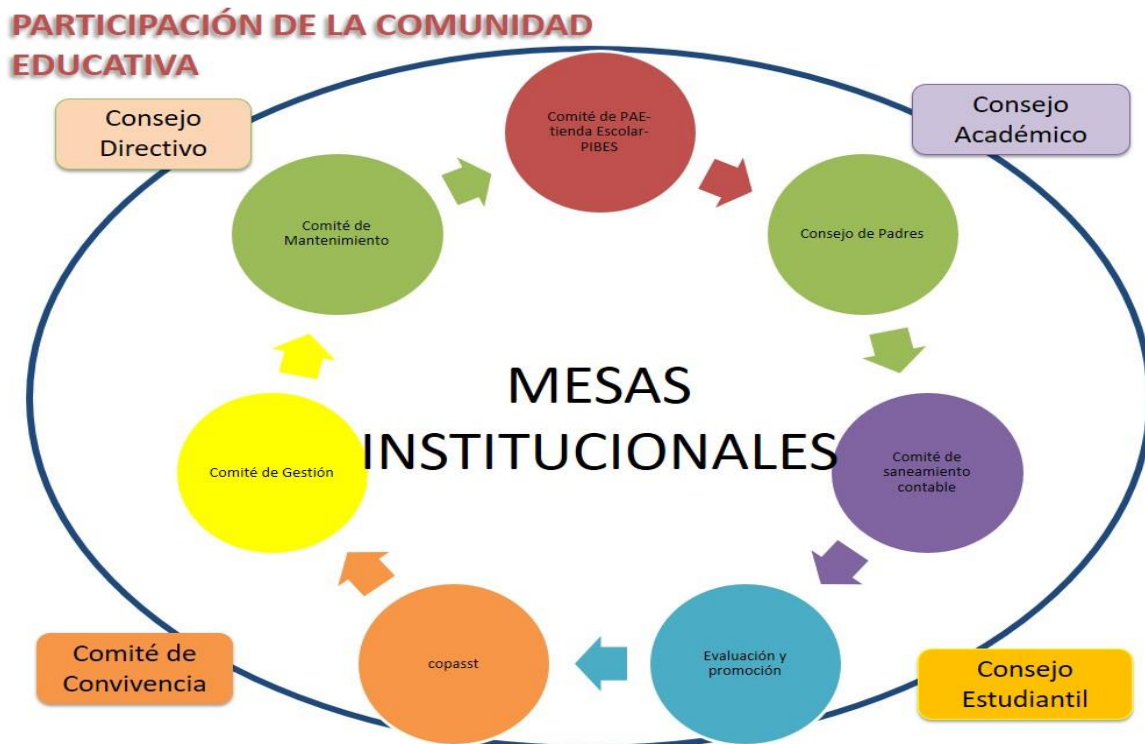 PARTICIPACIÓN DE LA COMUNIDAD
EDUCATIVA
Consejo
Directivo
Comité de PAE-
tienda Escolar-
PIBES
Consejo
Académico
Comité de
Mantenimiento
Consejo de Padres
MESAS
INSTITUCIONALES
Comité de Gestión
Comité de
saneamiento
contable
Comité de
Convivencia
copasst
Evaluación y
promoción
Consejo
Estudiantil